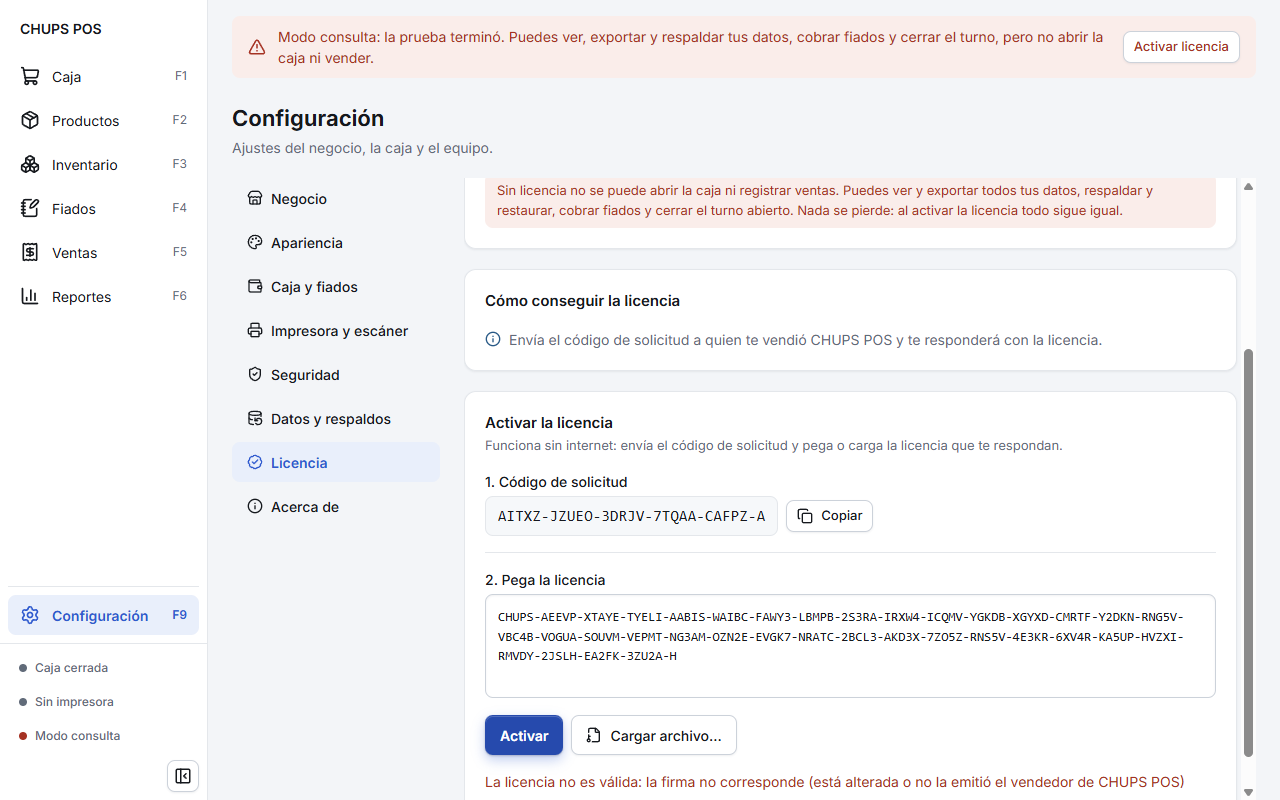 CHUPS POS
Caja F1
Productos F2
Inventario F3
Fiados F4
Ventas F5
Reportes F6
Configuración F9
Caja cerrada
Sin impresora
Modo consulta
Modo consulta: la prueba terminó. Puedes ver, exportar y respaldar tus datos, cobrar fiados y cerrar el turno, pero no abrir la
caja ni vender.
Activar licencia
Configuración
Ajustes del negocio, la caja y el equipo.
Negocio
Apariencia
Caja y fiados
Impresora y escáner
Seguridad
Datos y respaldos
Licencia
Acerca de
Sin licencia no se puede abrir la caja ni registrar ventas. Puedes ver y exportar todos tus datos, respaldar y
restaurar, cobrar fiados y cerrar el turno abierto. Nada se pierde: al activar la licencia todo sigue igual.
Cómo conseguir la licencia
Envía el código de solicitud a quien te vendió CHUPS POS y te responderá con la licencia.
Activar la licencia
Funciona sin internet: envía el código de solicitud y pega o carga la licencia que te respondan.
1. Código de solicitud
AITXZ-JZUEO-3DRJV-7TQAA-CAFPZ-A
Copiar
2. Pega la licencia
CHUPS-AEEVP-XTAYE-TYELI-AABIS-WAIBC-FAWY3-LBMPB-2S3RA-IRXW4-ICQMV-YGKDB-XGYXD-CMRTF-Y2DKN-RNG5V-
VBC4B-VOGUA-SOUVM-VEPMT-NG3AM-OZN2E-EVGK7-NRATC-2BCL3-AKD3X-7ZO5Z-RNS5V-4E3KR-6XV4R-KA5UP-HVZXI-
RMVDY-2JSLH-EA2FK-3ZU2A-H
Activar
Cargar archivo...
La licencia no es válida: la firma no corresponde (está alterada o no la emitió el vendedor de CHUPS POS)